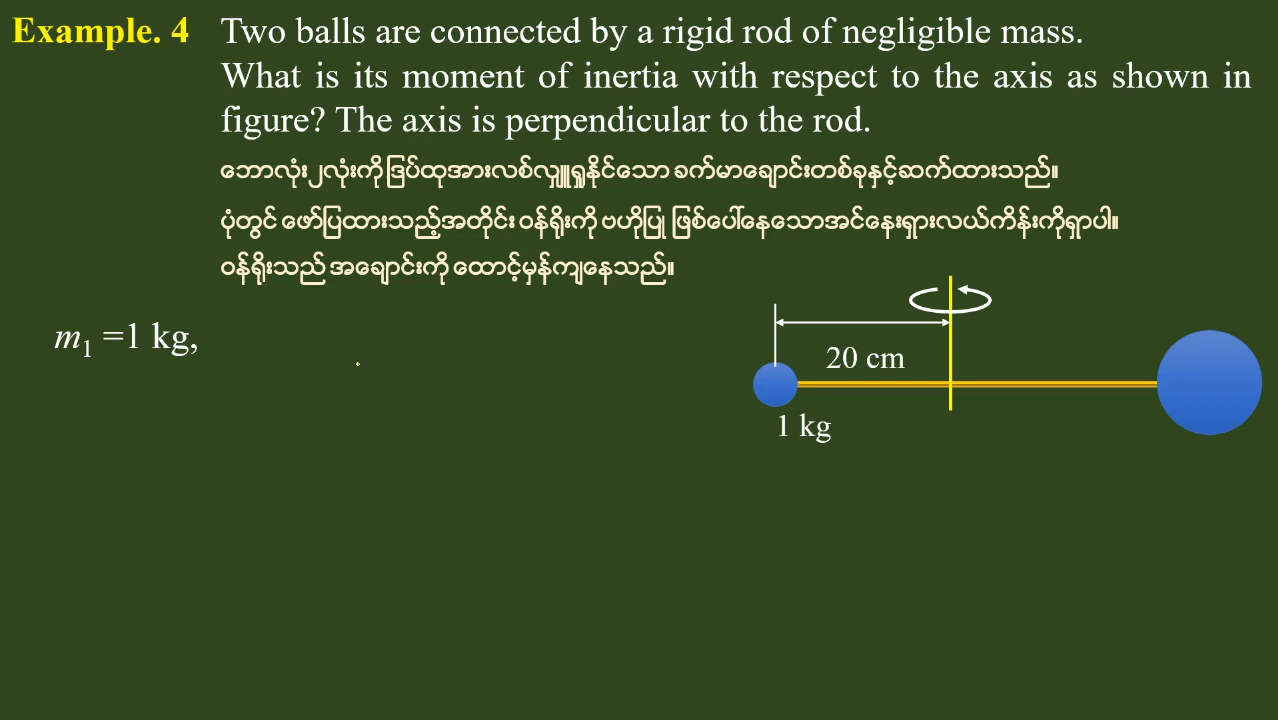 Example. 4 Two balls are connected by a rigid rod of negligible mass.
What is its moment of inertia with respect to the axis as shown in
figure? The axis is perpendicular to the rod.
ဘောလုံး၂လုံးကို ဒြပ်ထုအားလစ်လျှူရှုနိုင်သော ခက်မာချောင်းတစ်ခုနှင့်ဆက်ထားသည်။
ပုံတွင် ဖော်ပြထားသည့်အတိုင်း ဝန်ရိုးကို ဗဟိုပြု ဖြစ်ပေါ်နေသောအင်နေးရှားလယ်ကိန်းကိုရှာပါ။
ဝန်ရိုးသည် အချောင်းကို ထောင့်မှန်ကျနေသည်။
m₁ =1 kg,
20 cm
1 kg